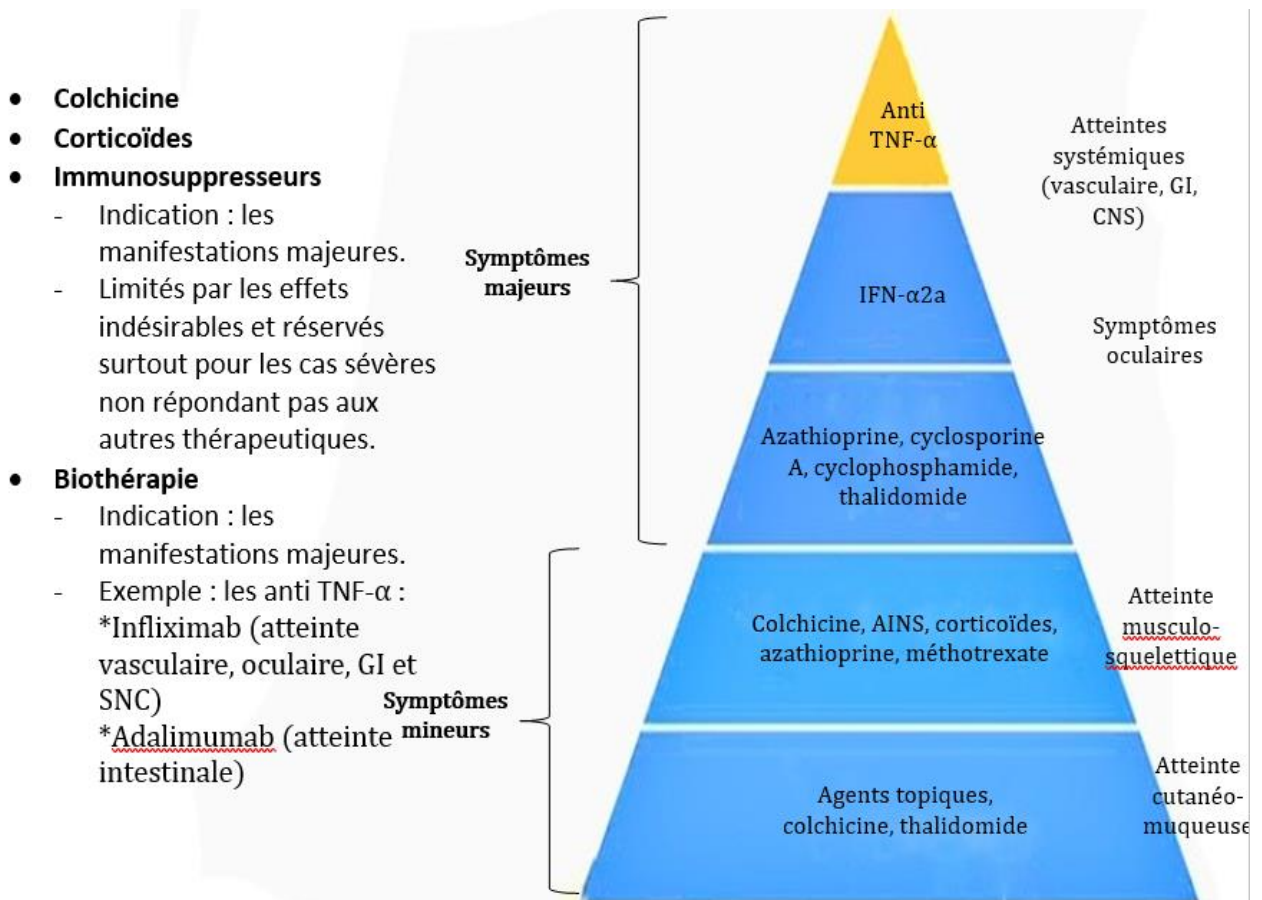 • Colchicine
• Corticoïdes
• Immunosuppresseurs
- Indication : les
manifestations majeures.
- Limités par les effets
indésirables et réservés
surtout pour les cas sévères
non répondant pas aux
autres thérapeutiques.
• Biothérapie
- Indication : les
manifestations majeures.
- Exemple : les anti TNF-α :
*Infliximab (atteinte
vasculaire, oculaire, GI et
SNC)
*Adalimumab (atteinte
intestinale)
Symptômes
majeurs
Symptômes
mineurs
Anti
TNF-α
IFN-α2a
Azathioprine, cyclosporine
A, cyclophosphamide,
thalidomide
Colchicine, AINS, corticoïdes,
azathioprine, méthotrexate
Agents topiques,
colchicine, thalidomide
Atteintes
systémiques
(vasculaire, GI,
CNS)
Symptômes
oculaires
Atteinte
musculo-
squelettique
Atteinte
cutanéo-
muqueuse